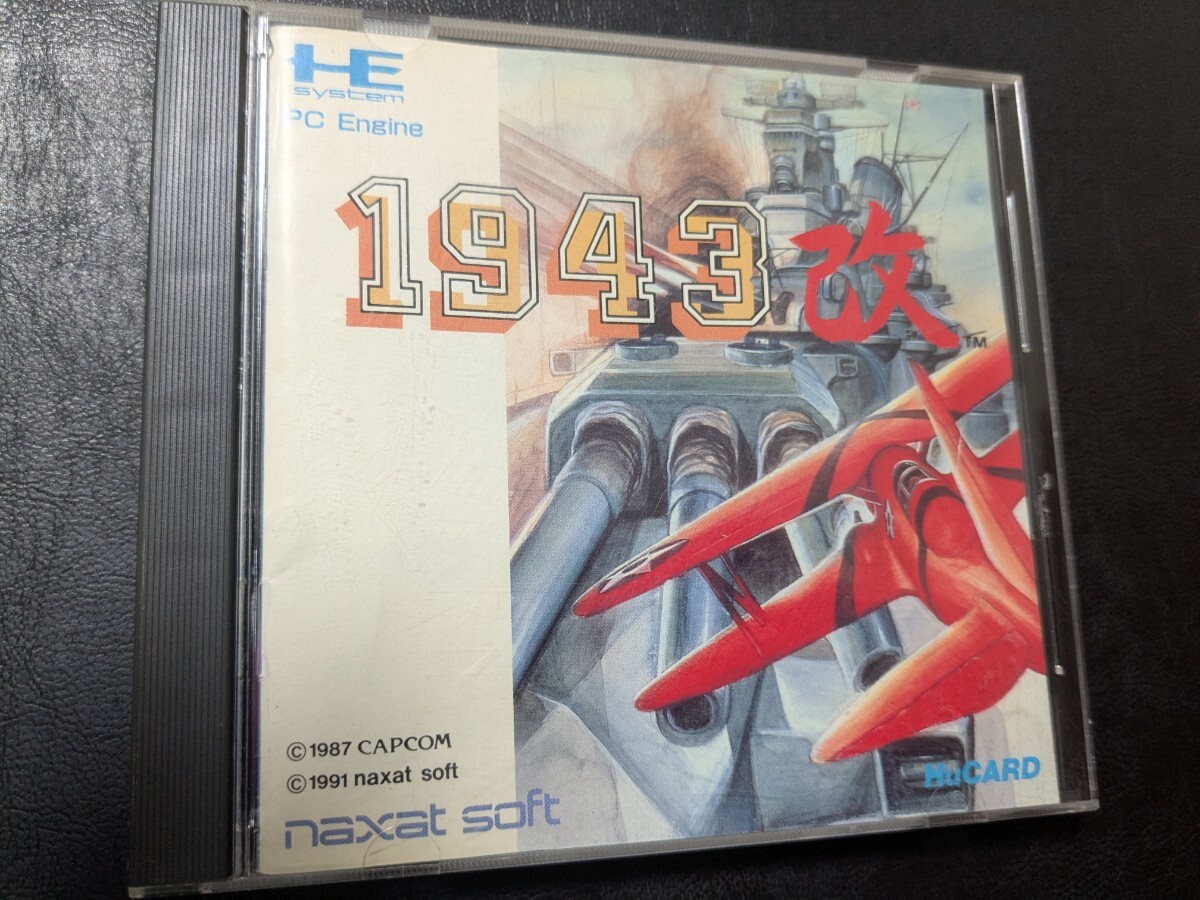 HE
system
PC Engine
1943改
TM
© 1987 CAPCOM
© 1991 naxat soft
naxat soft
HuCARD